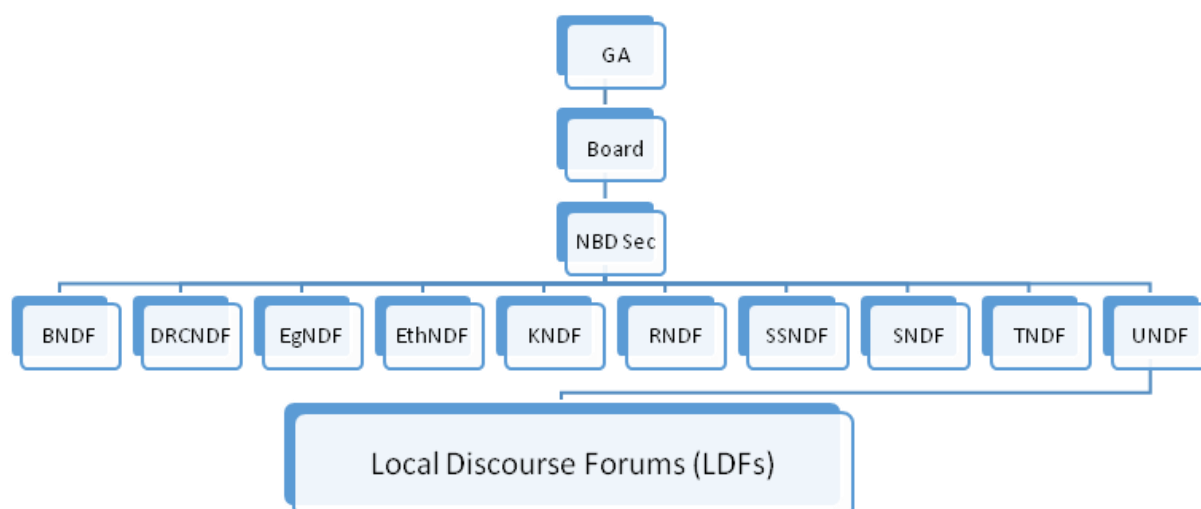 GA
Board
NBD Sec
BNDF DRCNDF EgNDF EthNDF KNDF RNDF SSNDF SNDF TNDF UNDF
Local Discourse Forums (LDFs)